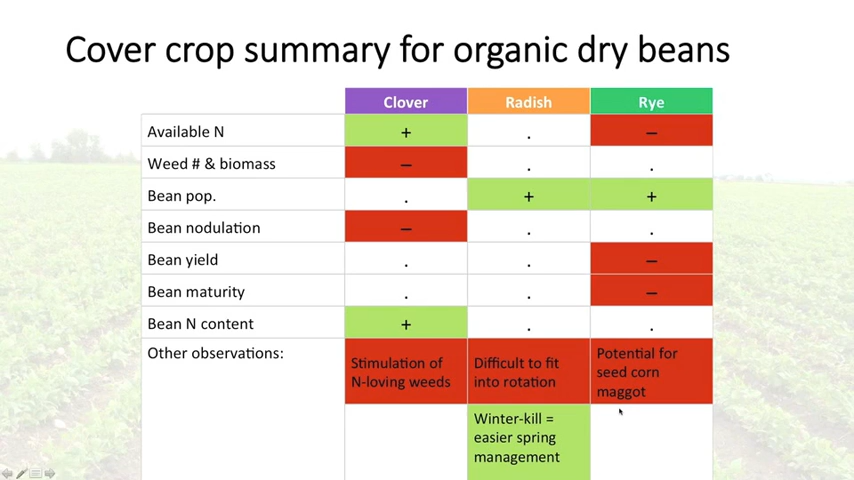 Cover crop summary for organic dry beans
Clover Radish Rye
Available N + . –
Weed # & biomass – . .
Bean pop. . + +
Bean nodulation – . .
Bean yield . . –
Bean maturity . . –
Bean N content + . .
Other observations:
Stimulation of
N-loving weeds
Difficult to fit
into rotation
Potential for
seed corn
maggot
Winter-kill =
easier spring
management